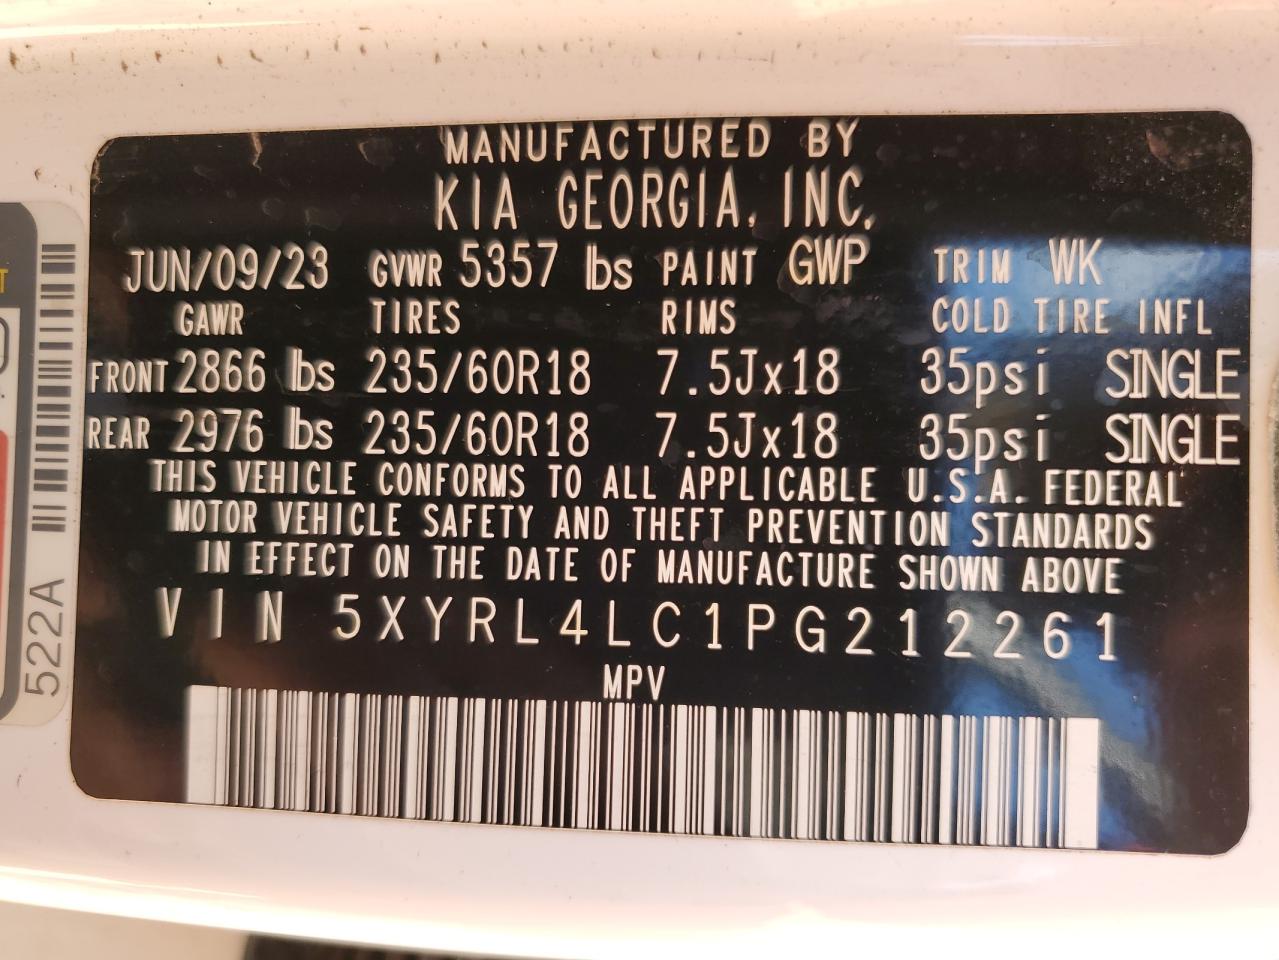 MANUFACTURED BY
KIA GEORGIA, INC.
JUN/09/23 GVWR 5357 lbs PAINT GWP TRIM WK
GAWR TIRES RIMS COLD TIRE INFL
FRONT 2866 lbs 235/60R18 7.5Jx18 35psi SINGLE
REAR 2976 lbs 235/60R18 7.5Jx18 35psi SINGLE
THIS VEHICLE CONFORMS TO ALL APPLICABLE U.S.A. FEDERAL
MOTOR VEHICLE SAFETY AND THEFT PREVENTION STANDARDS
IN EFFECT ON THE DATE OF MANUFACTURE SHOWN ABOVE
VIN 5XYRL4LC1PG212261
MPV
522A